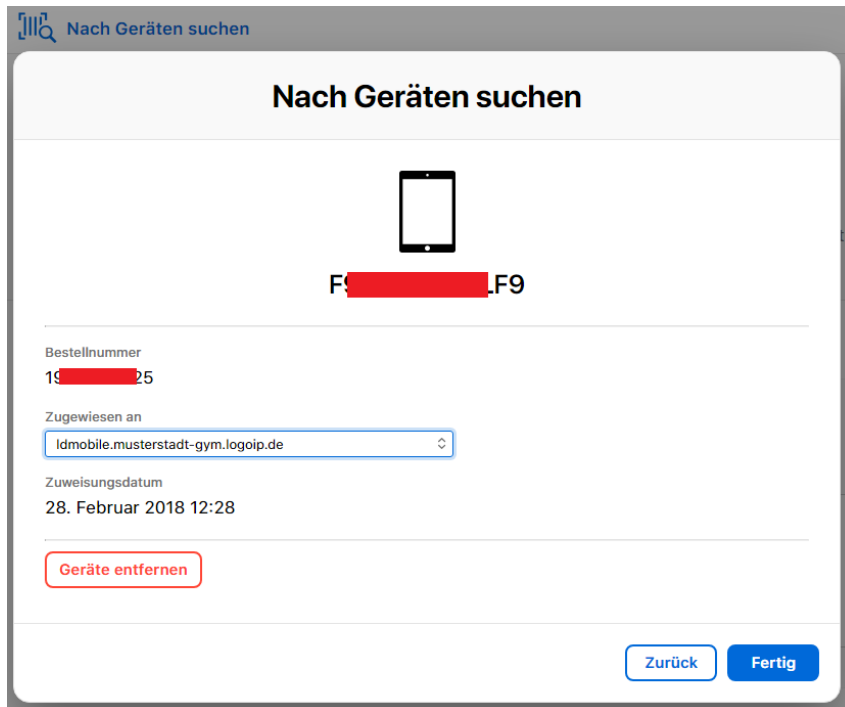 Nach Geräten suchen
Nach Geräten suchen
F9 LF9
Bestellnummer
19 25
Zugewiesen an
ldmobile.musterstadt-gym.logoip.de
Zuweisungsdatum
28. Februar 2018 12:28
Geräte entfernen
Zurück
Fertig